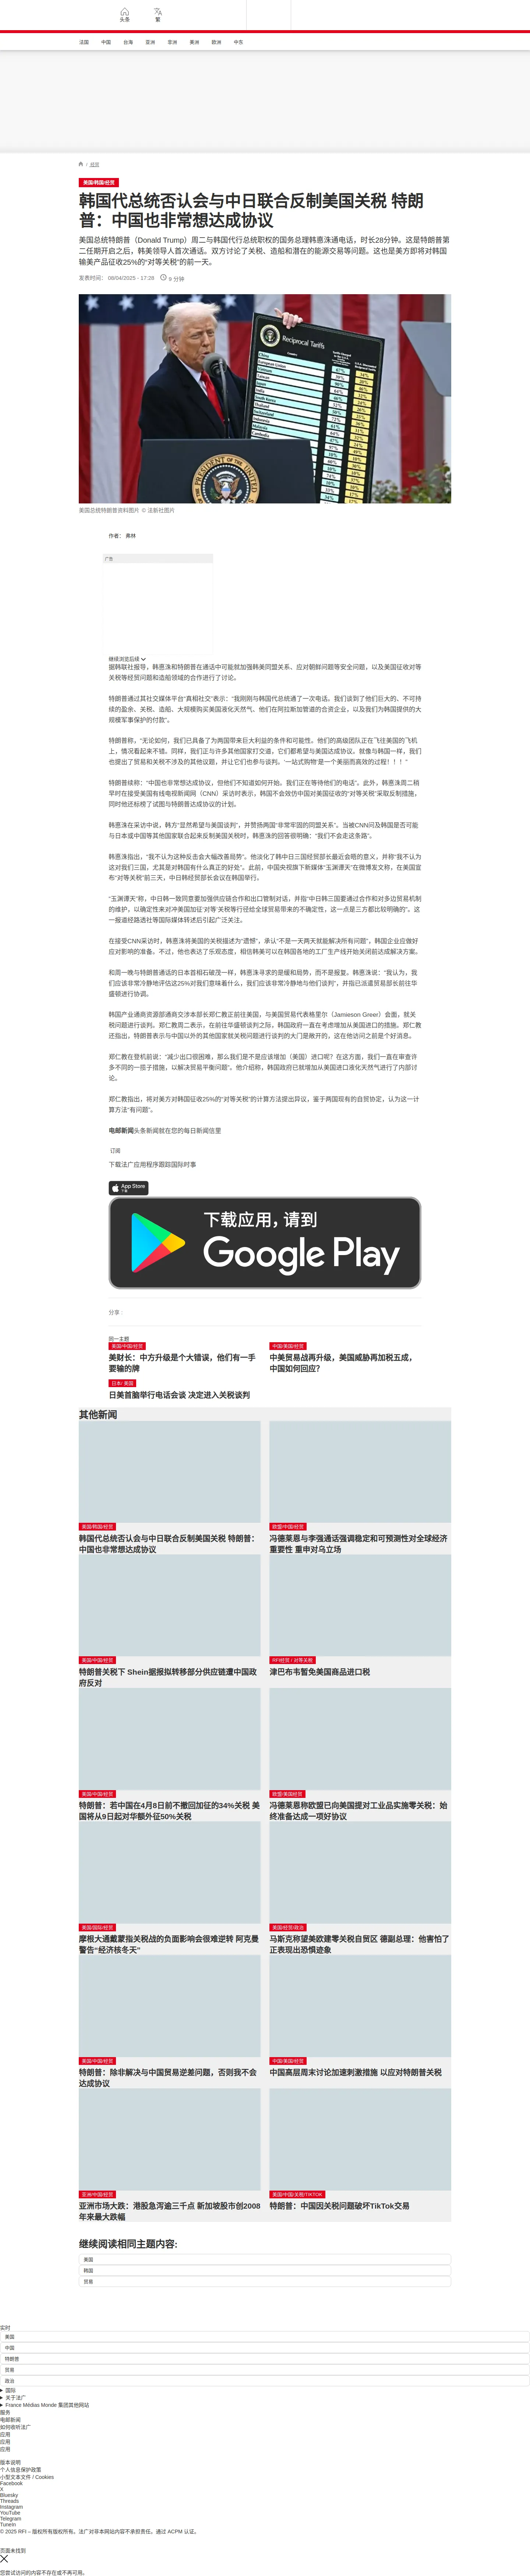 头条
繁
法国
中国
台海
亚洲
非洲
美洲
欧洲
中东
/ 经贸
美国/韩国/经贸
韩国代总统否认会与中日联合反制美国关税 特朗普：中国也非常想达成协议
美国总统特朗普（Donald Trump）周二与韩国代行总统职权的国务总理韩悳洙通电话，时长28分钟。这是特朗普第二任期开启之后，韩美领导人首次通话。双方讨论了关税、造船和潜在的能源交易等问题。这也是美方即将对韩国输美产品征收25%的“对等关税”的前一天。
发表时间： 08/04/2025 - 17:28
9 分钟
Reciprocal Tariffs
China
European Union
Vietnam
Taiwan
Japan
India
67%
34%
美国总统特朗普资料图片 © 法新社图片
作者： 弗林
广告
继续浏览后续
据韩联社报导，韩悳洙和特朗普在通话中可能就加强韩美同盟关系、应对朝鲜问题等安全问题，以及美国征收对等关税等经贸问题和造船领域的合作进行了讨论。
特朗普通过其社交媒体平台“真相社交”表示：“我刚刚与韩国代总统通了一次电话。我们谈到了他们巨大的、不可持续的盈余、关税、造船、大规模购买美国液化天然气、他们在阿拉斯加管道的合资企业，以及我们为韩国提供的大规模军事保护的付款”。
特朗普称，“无论如何，我们已具备了为两国带来巨大利益的条件和可能性。他们的高级团队正在飞往美国的飞机上，情况看起来不错。同样，我们正与许多其他国家打交道，它们都希望与美国达成协议。就像与韩国一样，我们也提出了贸易和关税不涉及的其他议题，并让它们也参与谈判。‘一站式购物’是一个美丽而高效的过程！！！”
特朗普续称：“中国也非常想达成协议，但他们不知道如何开始。我们正在等待他们的电话”。此外，韩悳洙周二稍早时在接受美国有线电视新闻网（CNN）采访时表示，韩国不会效仿中国对美国征收的“对等关税”采取反制措施，同时他还标榜了试图与特朗普达成协议的计划。
韩悳洙在采访中说，韩方“显然希望与美国谈判”，并赞扬两国“非常牢固的同盟关系”。当被CNN问及韩国是否可能与日本或中国等其他国家联合起来反制美国关税时，韩悳洙的回答很明确：“我们不会走这条路”。
韩悳洙指出，“我不认为这种反击会大幅改善局势”。他淡化了韩中日三国经贸部长最近会晤的意义，并称“我不认为这对我们三国，尤其是对韩国有什么真正的好处”。此前，中国央视旗下新媒体“玉渊谭天”在微博发文称，在美国宣布“对等关税”前三天，中日韩经贸部长会议在韩国举行。
“玉渊谭天”称，中日韩一致同意要加强供应链合作和出口管制对话，并指“中日韩三国要通过合作和对多边贸易机制的维护，以确定性来对冲美国加征‘对等’关税等行径给全球贸易带来的不确定性，这一点是三方都比较明确的”。这一报道经路透社等国际媒体转述后引起广泛关注。
在接受CNN采访时，韩悳洙将美国的关税描述为“遗憾”，承认“不是一天两天就能解决所有问题”，韩国企业应做好应对影响的准备。不过，他也表达了乐观态度，相信韩美可以在韩国各地的工厂生产线开始关闭前达成解决方案。
和周一晚与特朗普通话的日本首相石破茂一样，韩悳洙寻求的是缓和局势，而不是报复。韩悳洙说：“我认为，我们应该非常冷静地评估这25%对我们意味着什么，我们应该非常冷静地与他们谈判”，并指已派遣贸易部长前往华盛顿进行协调。
韩国产业通商资源部通商交涉本部长郑仁教正前往美国，与美国贸易代表格里尔（Jamieson Greer）会面，就关税问题进行谈判。郑仁教周二表示，在前往华盛顿谈判之际，韩国政府一直在考虑增加从美国进口的措施。郑仁教还指出，特朗普表示与中国以外的其他国家就关税问题进行谈判的大门是敞开的，这在他访问之前是个好消息。
郑仁教在登机前说：“减少出口很困难，那么我们是不是应该增加（美国）进口呢？在这方面，我们一直在审查许多不同的一揽子措施，以解决贸易平衡问题”。他介绍称，韩国政府已就增加从美国进口液化天然气进行了内部讨论。
郑仁教指出，将对美方对韩国征收25%的“对等关税”的计算方法提出异议，鉴于两国现有的自贸协定，认为这一计算方法“有问题”。
电邮新闻头条新闻就在您的每日新闻信里
订阅
下载法广应用程序跟踪国际时事
App Store
下载应用，请到
Google Play
分享 :
同一主题
美国/中国/经贸
美财长：中方升级是个大错误，他们有一手要输的牌
中国/美国/经贸
中美贸易战再升级，美国威胁再加税五成，中国如何回应？
日本/ 美国
日美首脑举行电话会谈 决定进入关税谈判
其他新闻
美国/韩国/经贸
韩国代总统否认会与中日联合反制美国关税 特朗普：中国也非常想达成协议
欧盟/中国/经贸
冯德莱恩与李强通话强调稳定和可预测性对全球经济重要性 重申对乌立场
美国/中国/经贸
特朗普关税下 Shein据报拟转移部分供应链遭中国政府反对
RFI经贸 / 对等关税
津巴布韦暂免美国商品进口税
美国/中国/经贸
特朗普：若中国在4月8日前不撤回加征的34%关税 美国将从9日起对华额外征50%关税
欧盟/美国经贸
冯德莱恩称欧盟已向美国提对工业品实施零关税：始终准备达成一项好协议
美国/国际/经贸
摩根大通戴蒙指关税战的负面影响会很难逆转 阿克曼警告“经济核冬天”
美国/经贸/政治
马斯克称望美欧建零关税自贸区 德副总理：他害怕了 正表现出恐惧迹象
美国/中国/经贸
特朗普：除非解决与中国贸易逆差问题，否则我不会达成协议
中国/美国/经贸
中国高层周末讨论加速刺激措施 以应对特朗普关税
亚洲/中国/经贸
亚洲市场大跌：港股急泻逾三千点 新加坡股市创2008年来最大跌幅
美国/中国/关税/TIKTOK
特朗普：中国因关税问题破坏TikTok交易
继续阅读相同主题内容:
美国
韩国
贸易
实时
美国
中国
特朗普
贸易
政治
国际
关于法广
France Médias Monde 集团其他网站
服务
电邮新闻
如何收听法广
应用
应用
应用
版本说明
个人信息保护政策
小型文本文件 / Cookies
Facebook
X
Bluesky
Threads
Instagram
YouTube
Telegram
TuneIn
© 2025 RFI – 版权所有版权所有。法广对非本网站内容不承担责任。通过 ACPM 认证。
页面未找到
您尝试访问的内容不存在或不再可用。